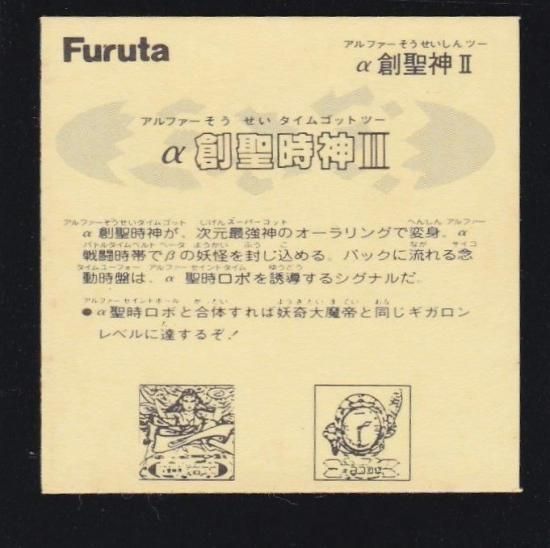 Furuta
アルファーそうせいしんツー
α創聖神Ⅱ
アルファーそう せい タイムゴットツー
α創聖時神Ⅲ
アルファーそうせいタイムゴット じげんスーパーゴット へんしん アルファー
α創聖時神が、次元最強神のオーラリングで変身。α
バトルタイムベルト ベータ ようかい ふう こ なが サイコ
戦闘時帯でβの妖怪を封じ込める。バックに流れる念
タイムユーフォー アルファーセイントタイム ゆうどう
動時盤は、α聖時ロボを誘導するシグナルだ。
がったい ようきだいまてい おな
●α聖時ロボと合体すれば妖奇大魔帝と同じギガロン
たっ
レベルに達するぞ!